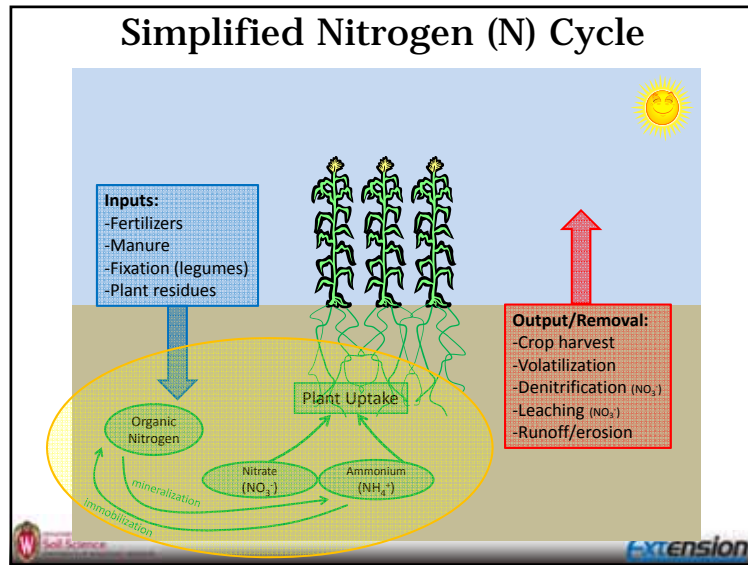 Simplified Nitrogen (N) Cycle
Inputs:
-Fertilizers
-Manure
-Fixation (legumes)
-Plant residues
Output/Removal:
-Crop harvest
-Volatilization
-Denitrification (NO₃⁻)
-Leaching (NO₃⁻)
-Runoff/erosion
Plant Uptake
Organic
Nitrogen
Nitrate
(NO₃⁻)
Ammonium
(NH₄⁺)
mineralization
immobilization
W
Soil Science
Extension